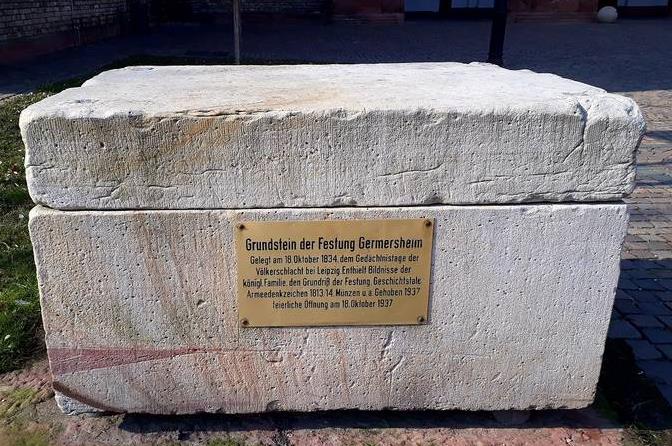 Grundstein der Festung Germersheim
Gelegt am 18.Oktober 1834, dem Gedächtnistage der
Völkerschlacht bei Leipzig Enthielt Bildnisse der
königl. Familie, den Grundriß der Festung, Geschichtstafel
Armeedenkzeichen 1813/14. Münzen u.a Gehoben 1937
feierliche Öffnung am 18. Oktober 1937